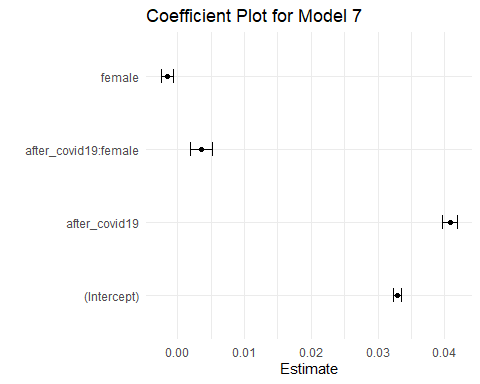 Coefficient Plot for Model 7
female
after_covid19:female
after_covid19
(Intercept)
0.00 0.01 0.02 0.03 0.04
Estimate